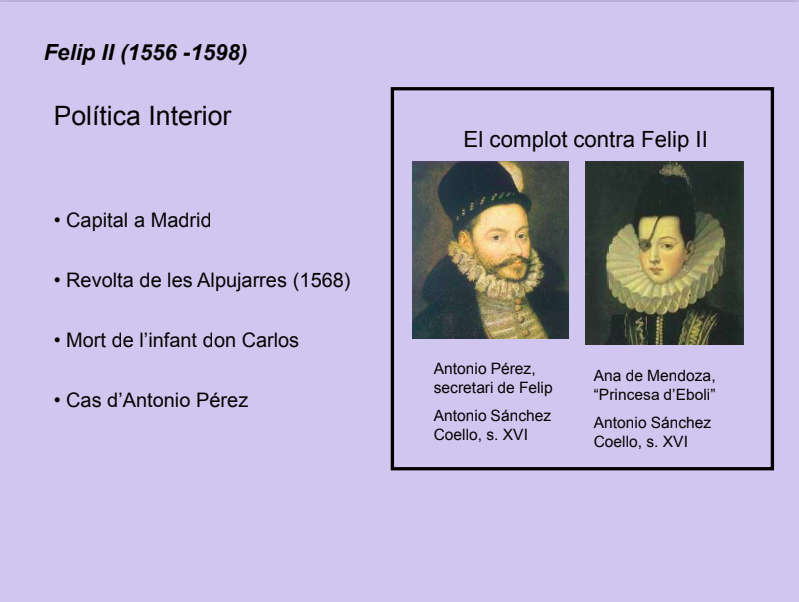 Felip II (1556 -1598)
Política Interior
• Capital a Madrid
• Revolta de les Alpujarres (1568)
• Mort de l’infant don Carlos
• Cas d’Antonio Pérez
El complot contra Felip II
Antonio Pérez,
secretari de Felip
Antonio Sánchez
Coello, s. XVI
Ana de Mendoza,
“Princesa d’Eboli”
Antonio Sánchez
Coello, s. XVI